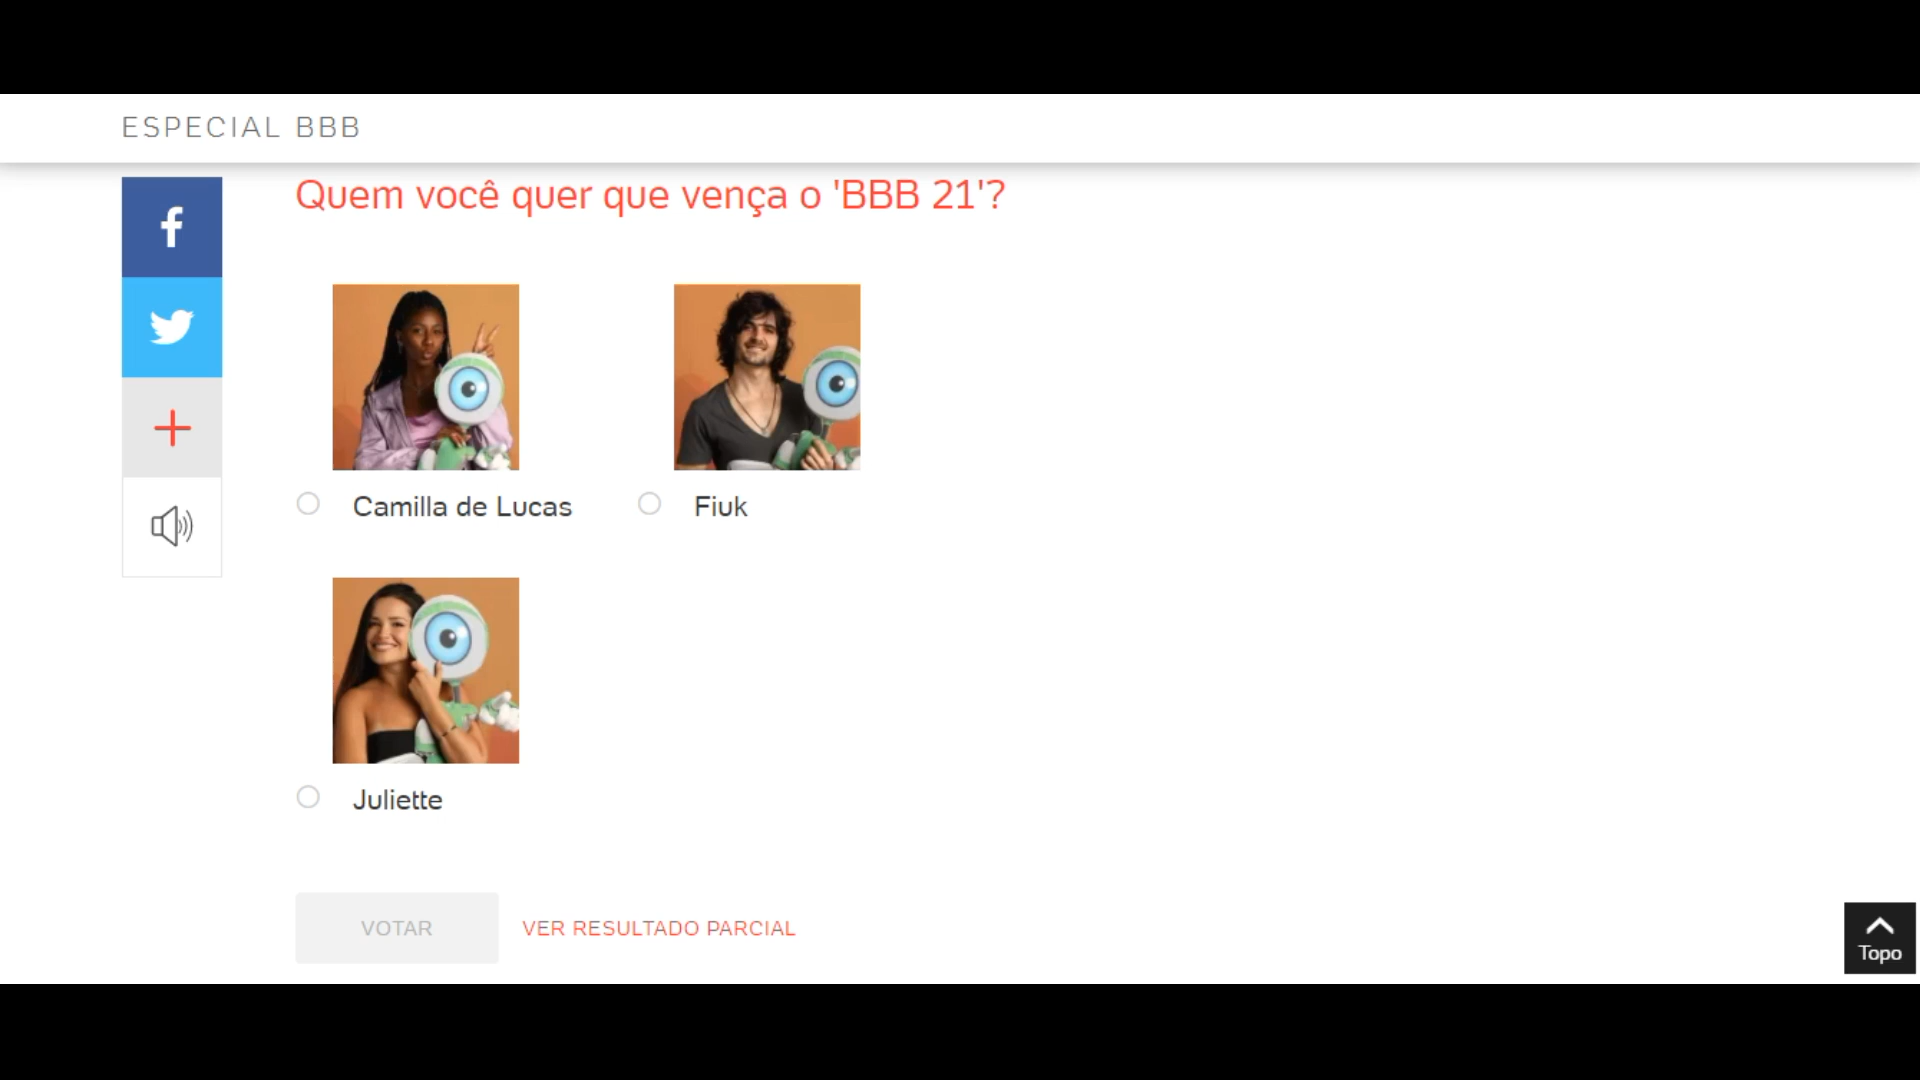 ESPECIAL BBB
Quem você quer que vença o 'BBB 21'?
Camilla de Lucas
Fiuk
Juliette
VOTAR
VER RESULTADO PARCIAL
Topo